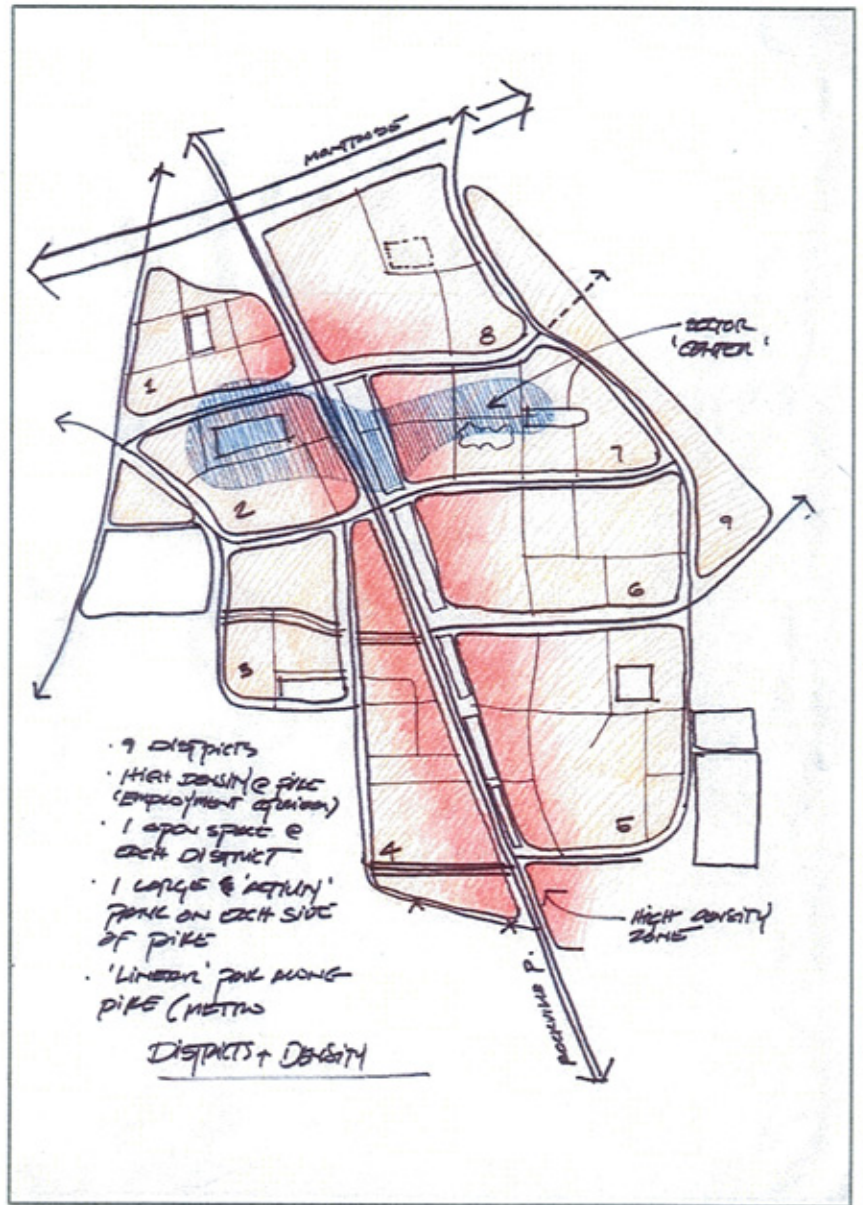 MONTROSE
8
SECTOR
'CENTER'
1
7
2
9
6
3
· 9 DISTRICTS
· HIGH DENSITY @ PIKE
(EMPLOYMENT
· 1 OPEN SPACE @
EACH DISTRICT
5
4
· 1 LARGE & 'ACTIVITY'
PARK ON EACH SIDE
OF PIKE
HIGH DENSITY
ZONE
· 'LINEAR' PARK ALONG
PIKE (METRO
ROCKVILLE P.
DISTRICTS + DENSITY